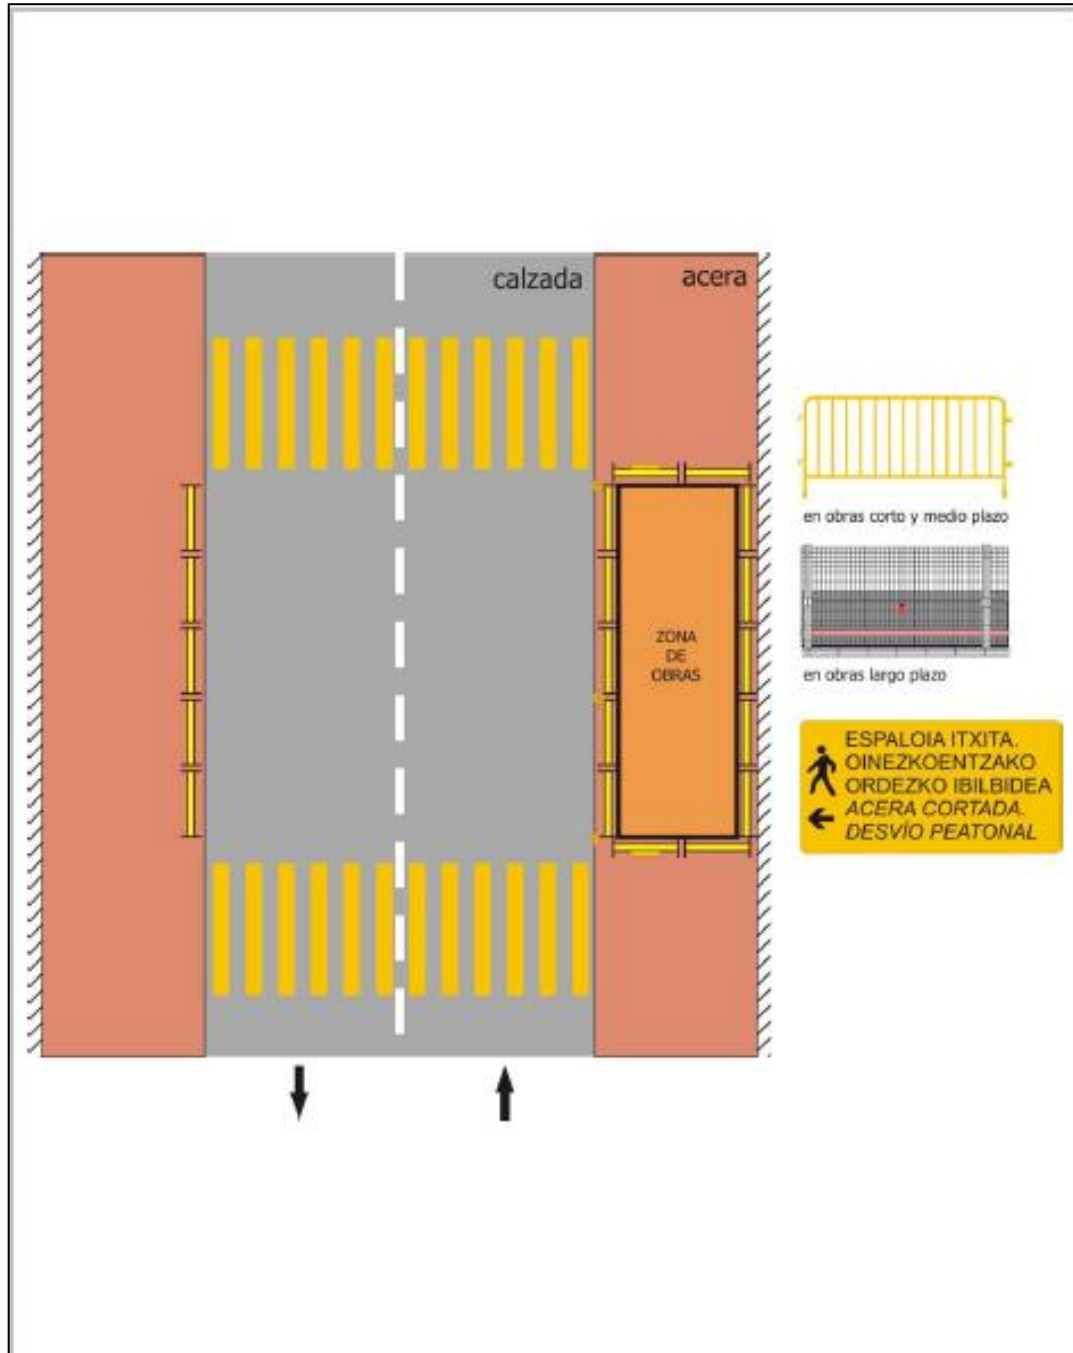 calzada
acera
ZONA
DE
OBRAS
en obras corto y medio plazo
en obras largo plazo
ESPALOIA ITXITA.
OINEZKOENTZAKO
ORDEZKO IBILBIDEA
ACERA CORTADA.
DESVÍO PEATONAL